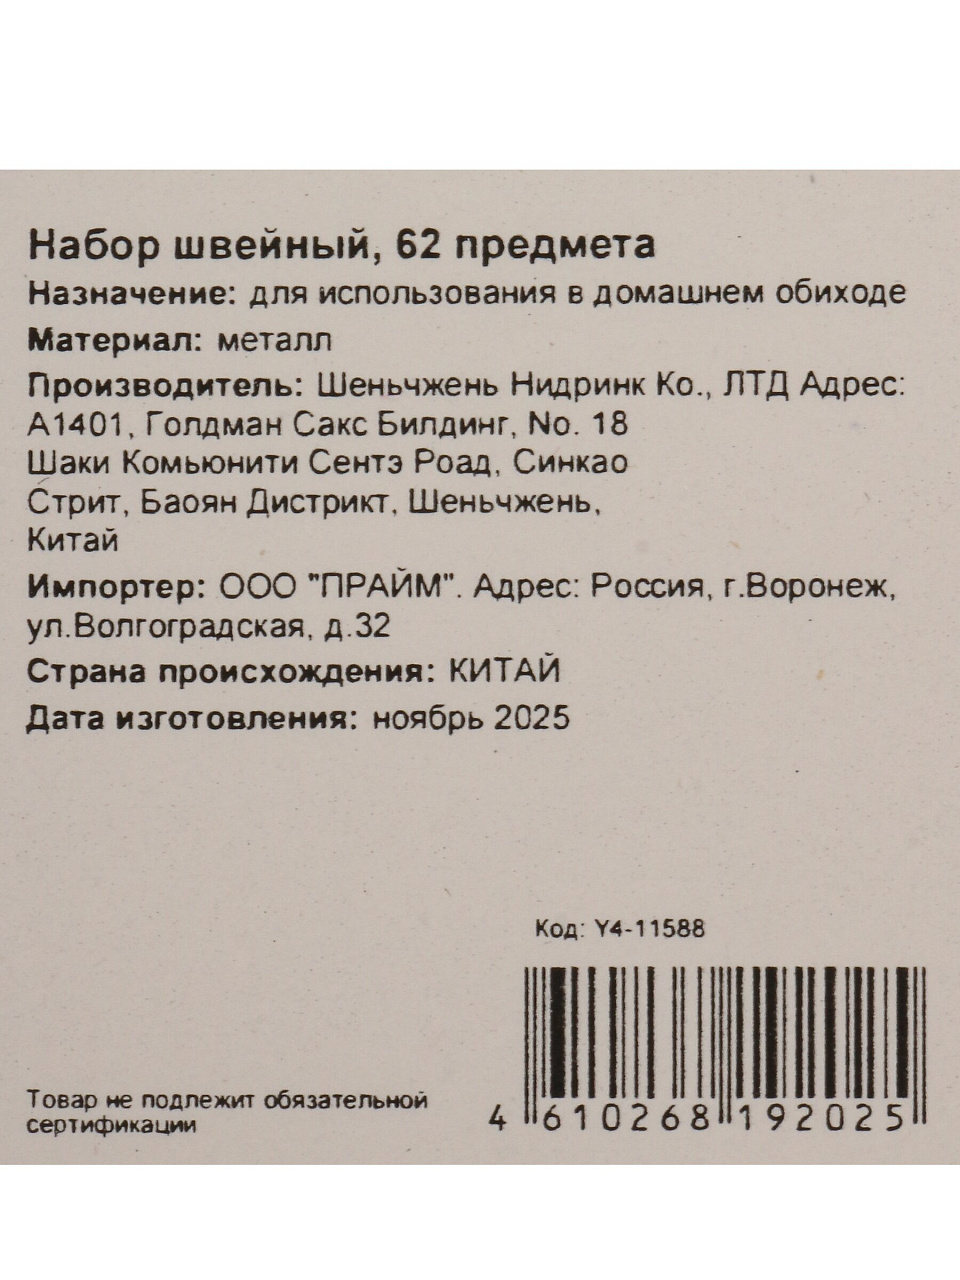 Набор швейный, 62 предмета
Назначение: для использования в домашнем обиходе
Материал: металл
Производитель: Шеньчжень Нидринк Ко., ЛТД Адрес:
А1401, Голдман Сакс Билдинг, No. 18
Шаки Комьюнити Сентэ Роад, Синкао
Стрит, Баоян Дистрикт, Шеньчжень,
Китай
Импортер: ООО "ПРАЙМ". Адрес: Россия, г.Воронеж,
ул.Волгоградская, д.32
Страна происхождения: КИТАЙ
Дата изготовления: ноябрь 2025
Код: Y4-11588
Товар не подлежит обязательной
сертификации
4 610268 192025